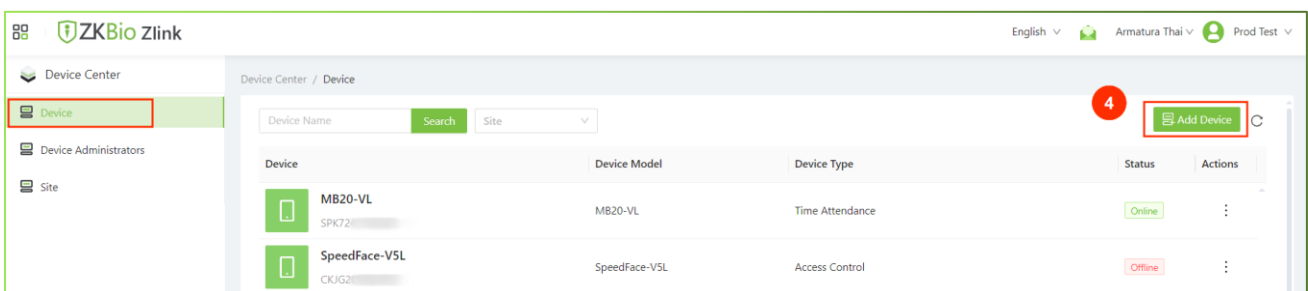 ZKBio Zlink
English
Armatura Thai
Prod Test
Device Center
Device Center / Device
Device
Device Administrators
Site
Device Name
Search
Site
4
Add Device
Device
Device Model
Device Type
Status
Actions
MB20-VL
SPK72
MB20-VL
Time Attendance
Online
SpeedFace-V5L
CKJG2
SpeedFace-V5L
Access Control
Offline